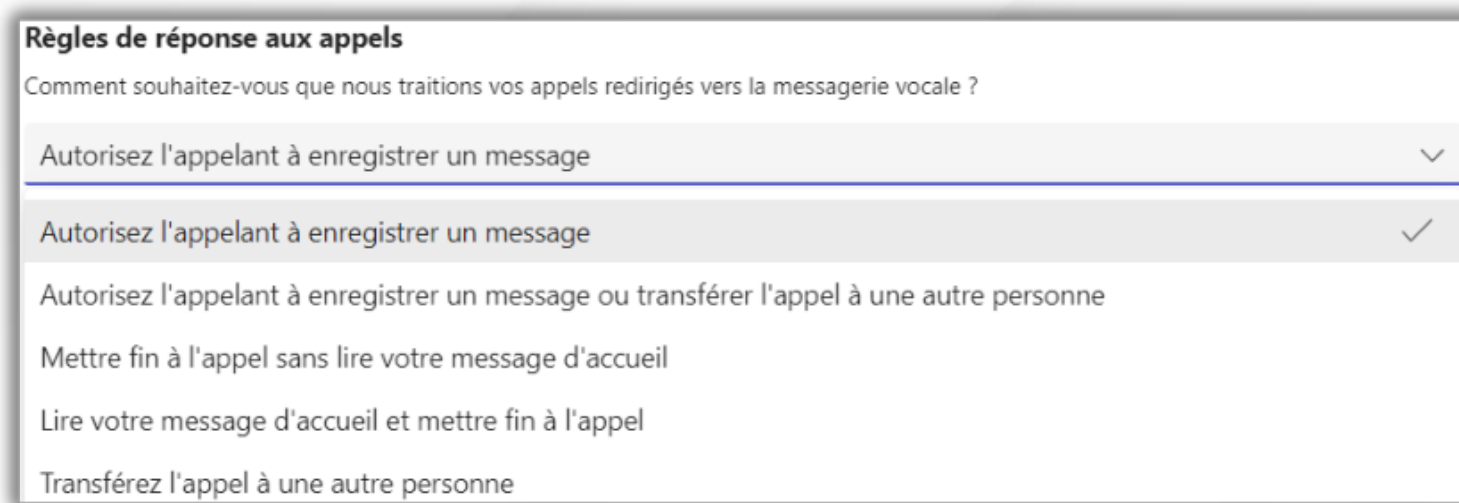 Règles de réponse aux appels
Comment souhaitez-vous que nous traitions vos appels redirigés vers la messagerie vocale ?
Autorisez l'appelant à enregistrer un message
Autorisez l'appelant à enregistrer un message
Autorisez l'appelant à enregistrer un message ou transférer l'appel à une autre personne
Mettre fin à l'appel sans lire votre message d'accueil
Lire votre message d'accueil et mettre fin à l'appel
Transférez l'appel à une autre personne